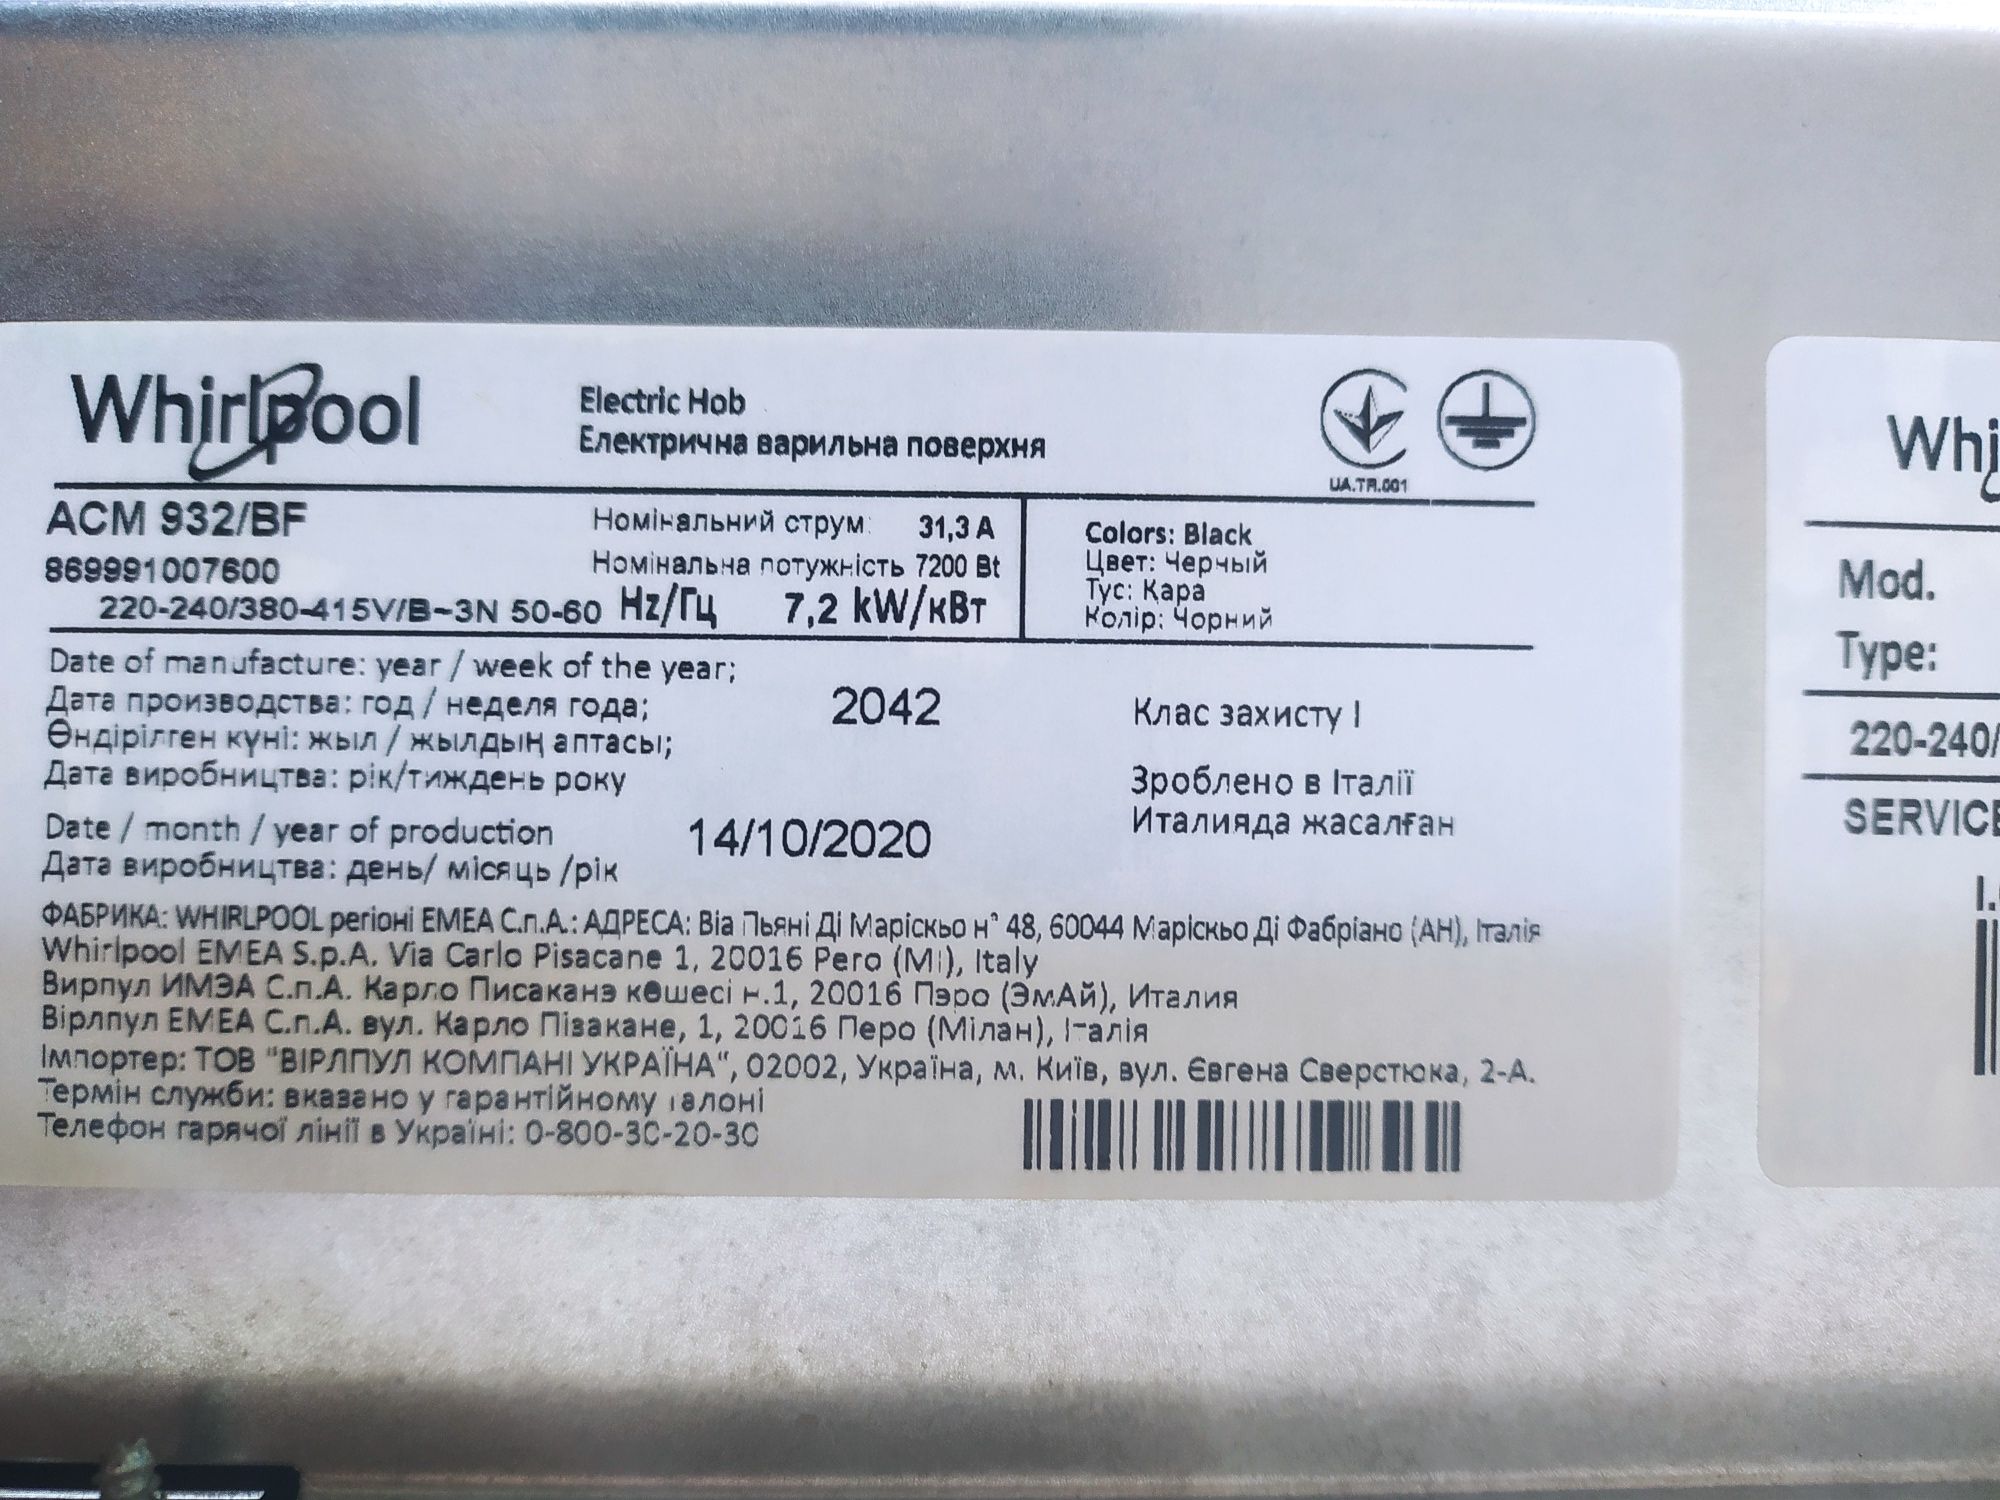 Whirlpool
Electric Hob
Електрична варильна поверхня
UA.TR.001
ACM 932/BF
869991007600
Номінальний струм: 31,3 A
Номінальна потужність 7200 Bt
220-240/380-415V/B~3N 50-60 Hz/Гц 7,2 kW/кВт
Colors: Black
Цвет: Черный
Тус: Қара
Колір: Чорний
Date of manufacture: year / week of the year;
Дата производства: год / неделя года;
Өндірілген күні: жыл / жылдың аптасы;
Дата виробництва: рік/тиждень року
2042
Клас захисту I
Зроблено в Італії
Италияда жасалған
Date / month / year of production
Дата виробництва: день/ місяць /рік
14/10/2020
ФАБРИКА: WHIRLPOOL регіоні EMEA С.п.А.: АДРЕСА: Віа Пьяні Ді Маріскьо н° 48, 60044 Маріскьо Ді Фабріано (АН), Італія
Whirlpool EMEA S.p.A. Via Carlo Pisacane 1, 20016 Pero (MI), Italy
Вирпул ИМЭА С.п.А. Карло Писаканэ көшесі н.1, 20016 Пэро (ЭмАй), Италия
Вірлпул EMEA С.п.А. вул. Карло Пізакане, 1, 20016 Перо (Мілан), Італія
Імпортер: ТОВ "ВІРЛПУЛ КОМПАНІ УКРАЇНА", 02002, Україна, м. Київ, вул. Євгена Сверстюка, 2-А.
Термін служби: вказано у гарантійному талоні
Телефон гарячої лінії в Україні: 0-800-30-20-30
Whi
Mod.
Type:
220-240/
SERVICE